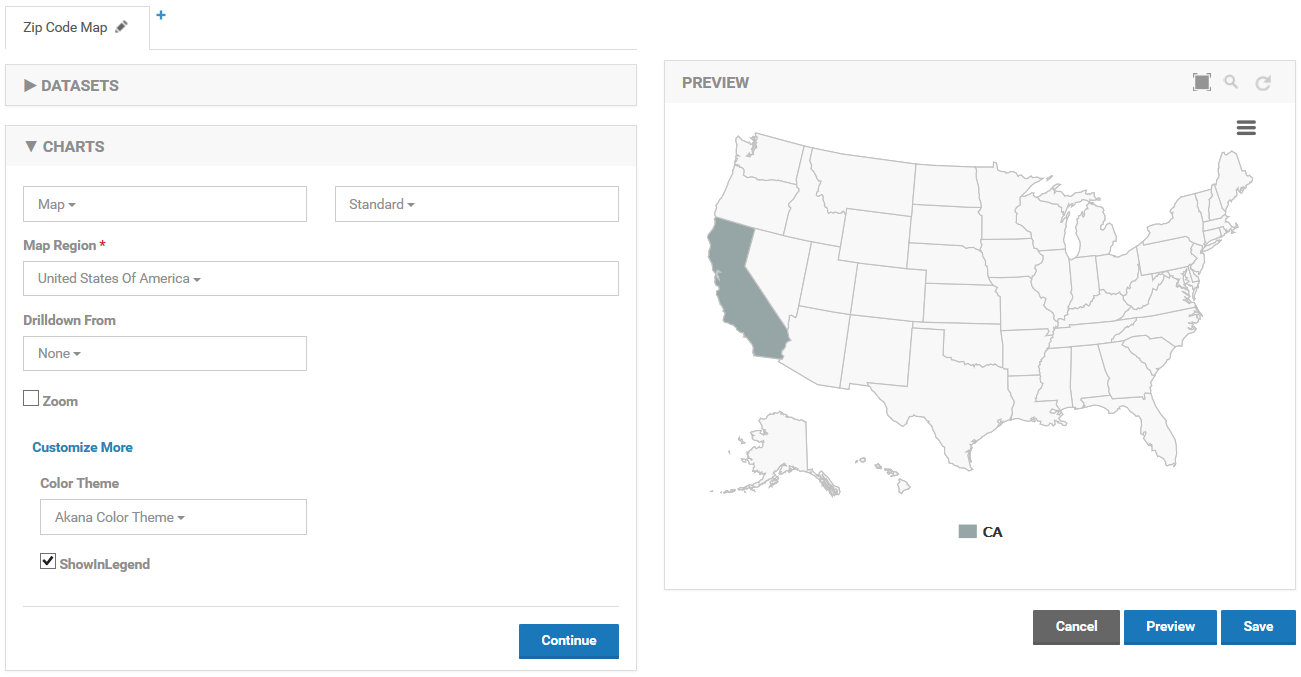 Zip Code Map
+
DATASETS
CHARTS
Map
Standard
Map Region *
United States Of America
Drilldown From
None
Zoom
Customize More
Color Theme
Akana Color Theme
ShowInLegend
Continue
PREVIEW
CA
Cancel
Preview
Save